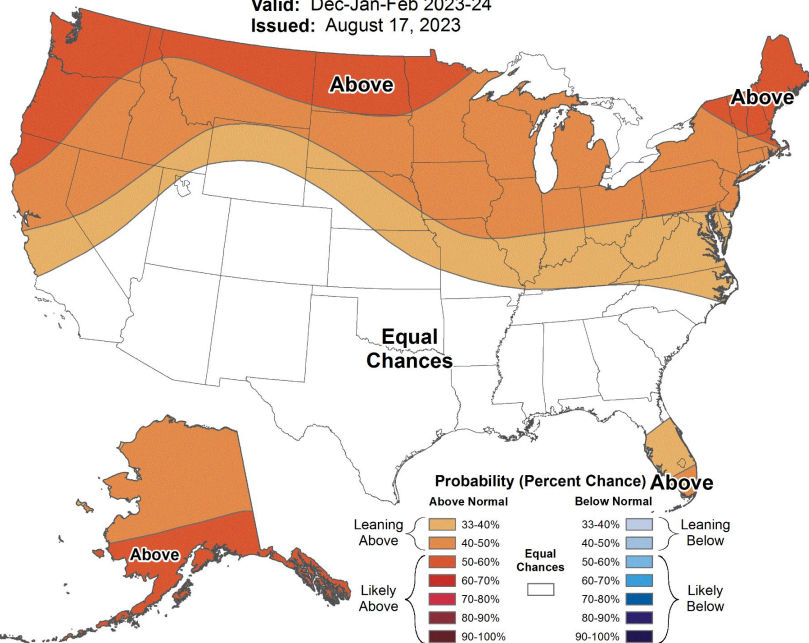 Valid: Dec-Jan-Feb 2023-24
Issued: August 17, 2023
Above
Above
Equal
Chances
Above
Above
Probability (Percent Chance)
Above Normal
Below Normal
Leaning
Above
33-40%
40-50%
50-60%
60-70%
70-80%
80-90%
90-100%
Likely
Above
Equal
Chances
33-40%
40-50%
50-60%
60-70%
70-80%
80-90%
90-100%
Leaning
Below
Likely
Below